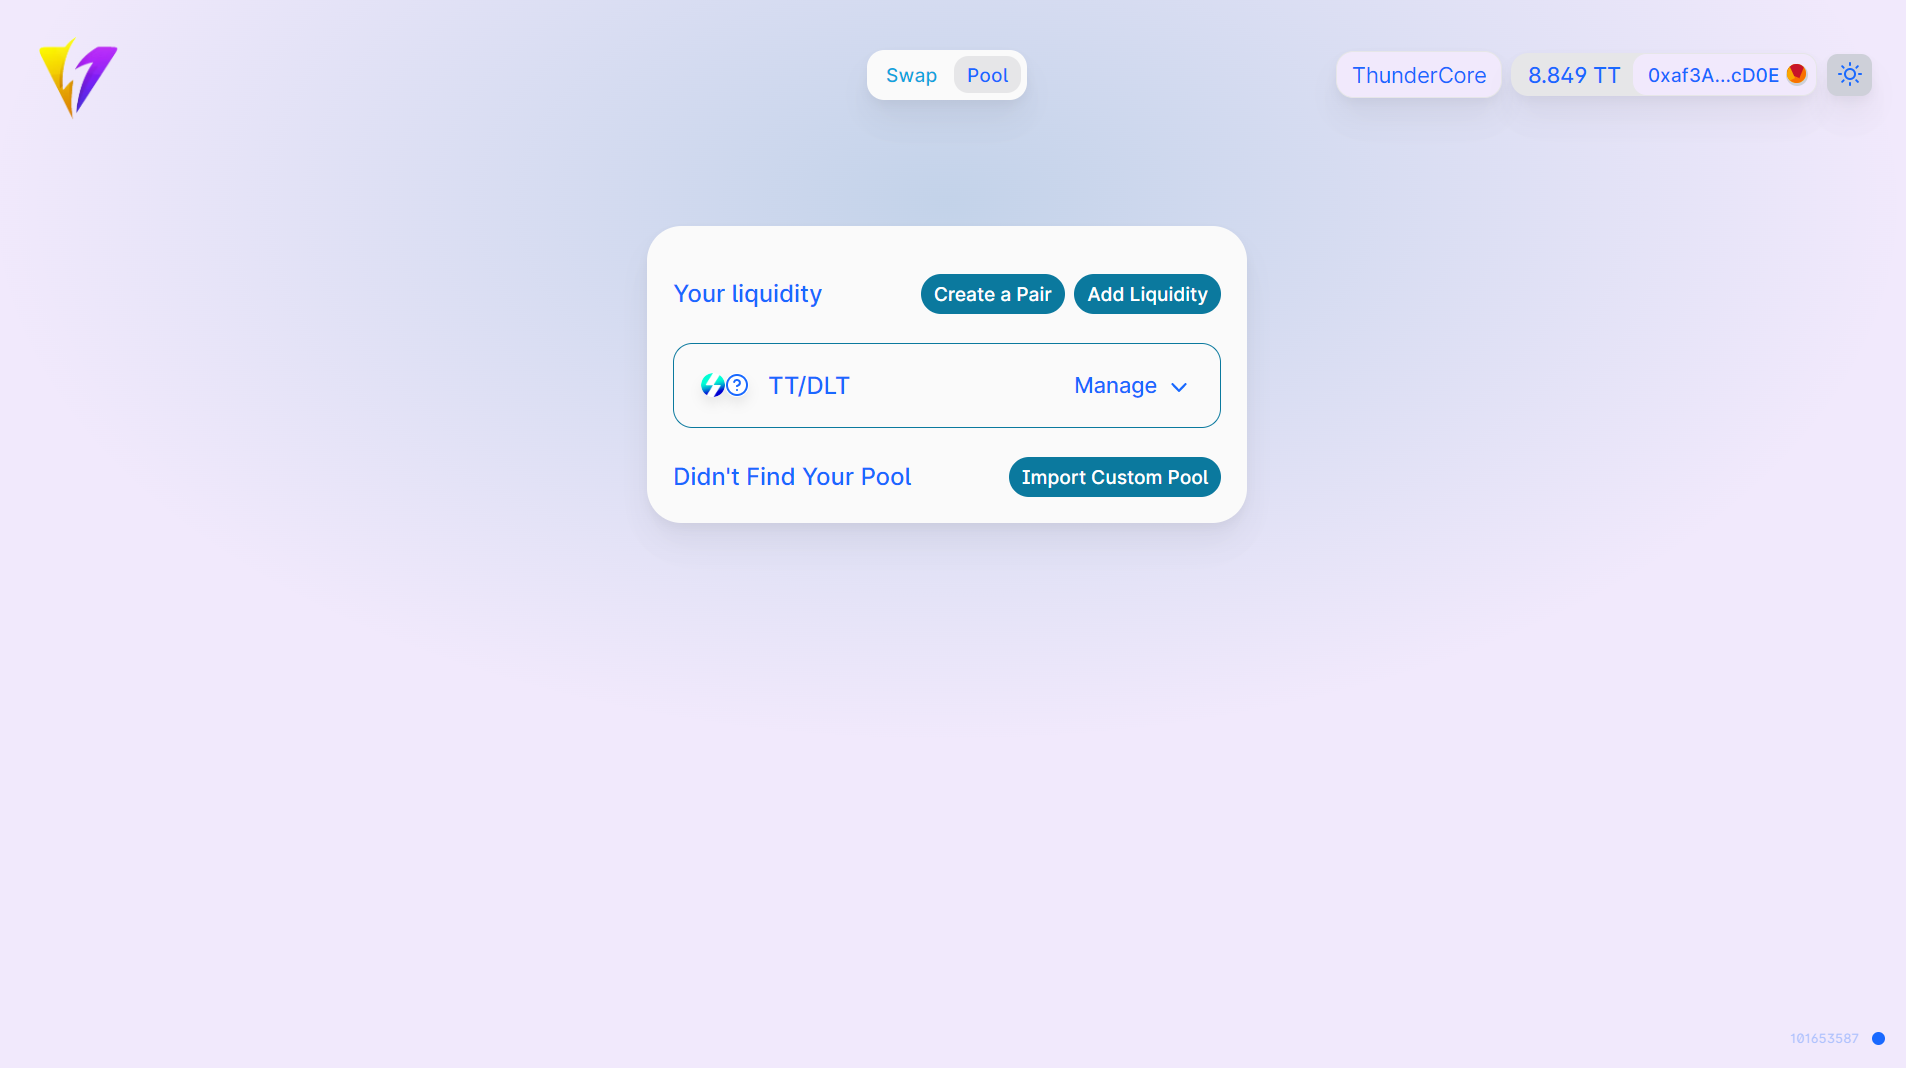 Swap Pool ThunderCore 8.849 TT 0xaf3A...cD0E
Your liquidity Create a Pair Add Liquidity
TT/DLT Manage
Didn't Find Your Pool Import Custom Pool
101653587